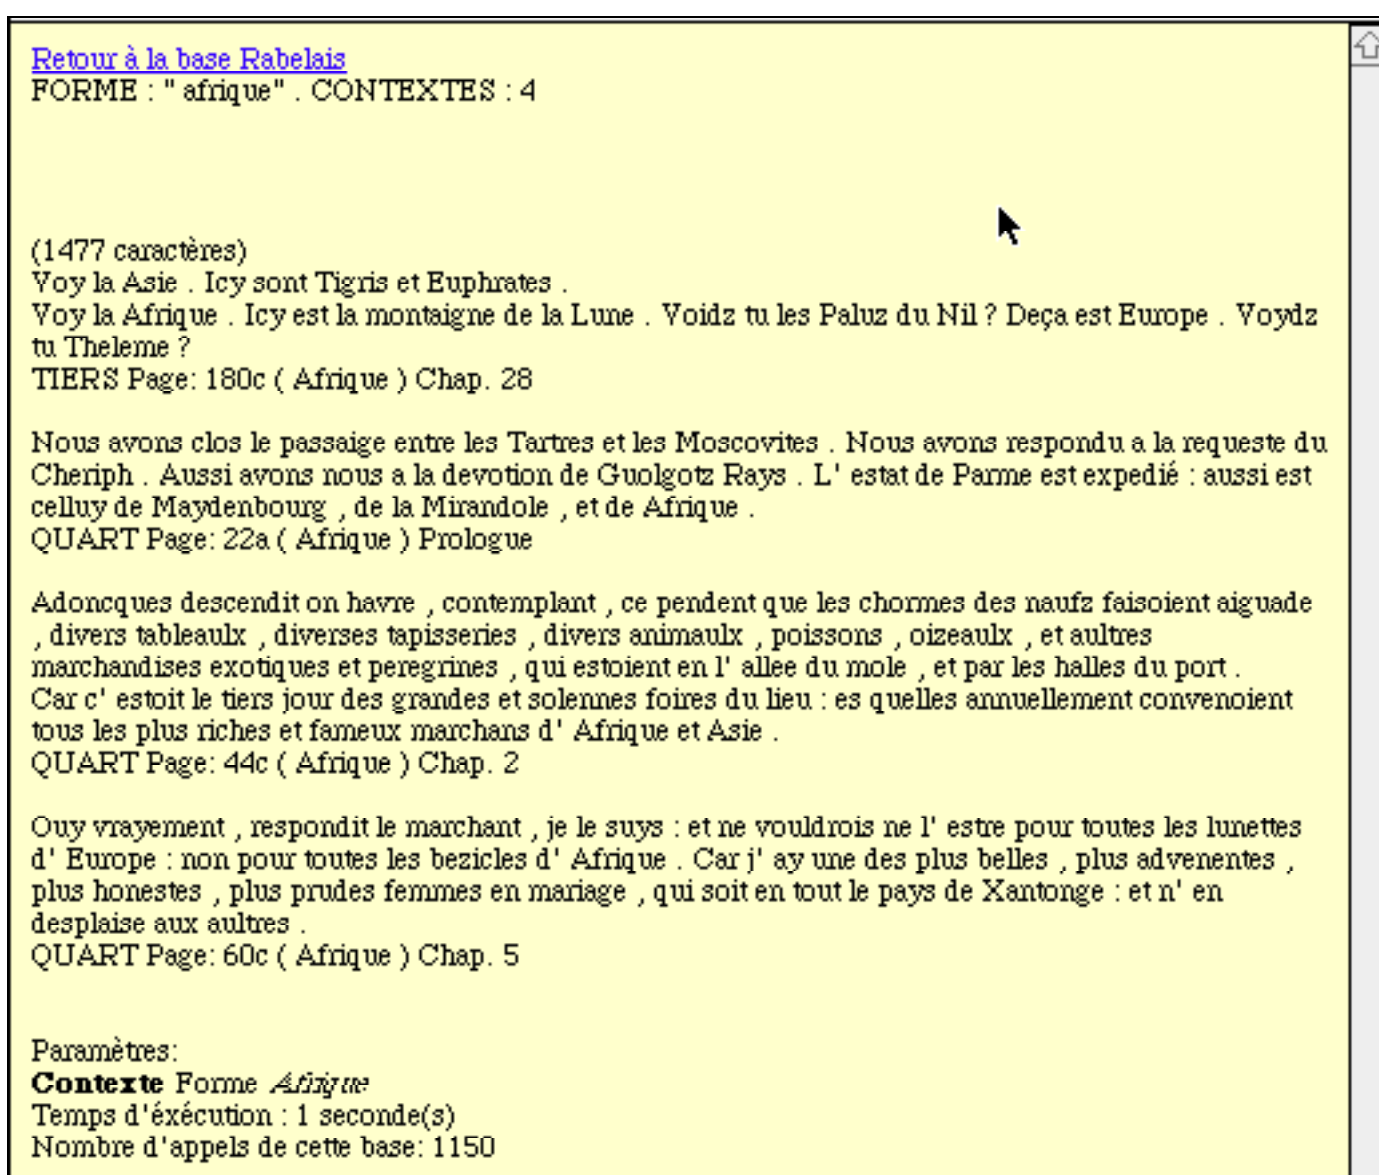 Retour à la base Rabelais
FORME : " afrique" . CONTEXTES : 4
(1477 caractères)
Voy la Asie . Icy sont Tigris et Euphrates .
Voy la Afrique . Icy est la montaigne de la Lune . Voidz tu les Paluz du Nil ? Deça est Europe . Voydz
tu Theleme ?
TIERS Page: 180c ( Afrique ) Chap. 28
Nous avons clos le passaige entre les Tartres et les Moscovites . Nous avons respondu a la requeste du
Cheriph . Aussi avons nous a la devotion de Guolgotz Rays . L' estat de Parme est expedié : aussi est
celluy de Maydenbourg , de la Mirandole , et de Afrique .
QUART Page: 22a ( Afrique ) Prologue
Adoncques descendit on havre , contemplant , ce pendent que les chormes des naufz faisoient aiguade
, divers tableaulx , diverses tapisseries , divers animaulx , poissons , oizeaulx , et aultres
marchandises exotiques et peregrines , qui estoient en l' allee du mole , et par les halles du port .
Car c' estoit le tiers jour des grandes et solennes foires du lieu : es quelles annuellement convenoient
tous les plus riches et fameux marchans d' Afrique et Asie .
QUART Page: 44c ( Afrique ) Chap. 2
Ouy vrayement , respondit le marchant , je le suys : et ne vouldrois ne l' estre pour toutes les lunettes
d' Europe : non pour toutes les bezicles d' Afrique . Car j' ay une des plus belles , plus advenentes ,
plus honestes , plus prudes femmes en mariage , qui soit en tout le pays de Xantonge : et n' en
desplaise aux aultres .
QUART Page: 60c ( Afrique ) Chap. 5
Paramètres:
Contexte Forme Afrique
Temps d'éxécution : 1 seconde(s)
Nombre d'appels de cette base: 1150